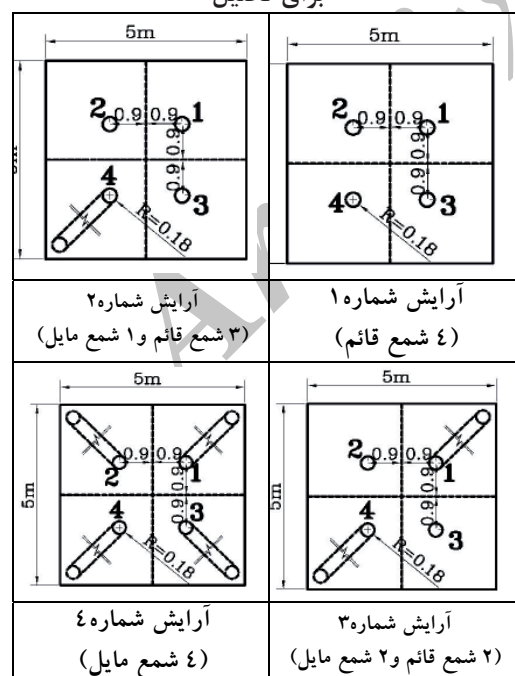 برای تحلیل
5m
2 0.9 0.9 1
0.9 0.9
4 3
R=0.18
آرایش شماره۱
(٤ شمع قائم)
5m
2 0.9 0.9 1
0.9 0.9
4 3
R=0.18
آرایش شماره۲
(۳ شمع قائم و۱ شمع مایل)
5m
5m
2 0.9 0.9 1
0.9 0.9
4 3
R=0.18
آرایش شماره۳
(۲ شمع قائم و۲ شمع مایل)
5m
5m
2 0.9 0.9 1
0.9 0.9
4 3
R=0.18
آرایش شماره٤
(٤ شمع مایل)